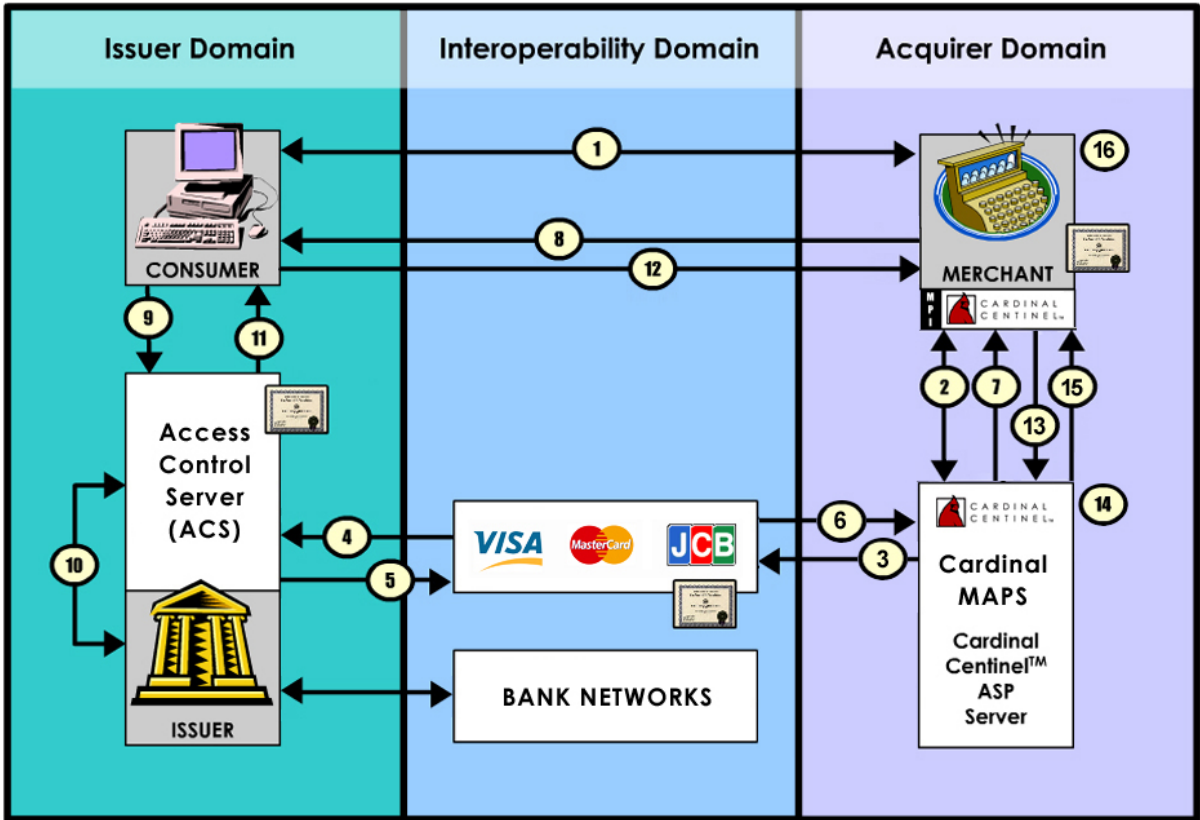 Issuer Domain
Interoperability Domain
Acquirer Domain
1
16
8
12
CONSUMER
MERCHANT
MPI
CARDINAL
CENTINEL
9
11
2
7
15
13
Access
Control
Server
(ACS)
10
4
5
VISA
MasterCard
JCB
6
3
CARDINAL
CENTINEL
14
Cardinal
MAPS
Cardinal
Centinel™
ASP
Server
BANK NETWORKS
ISSUER